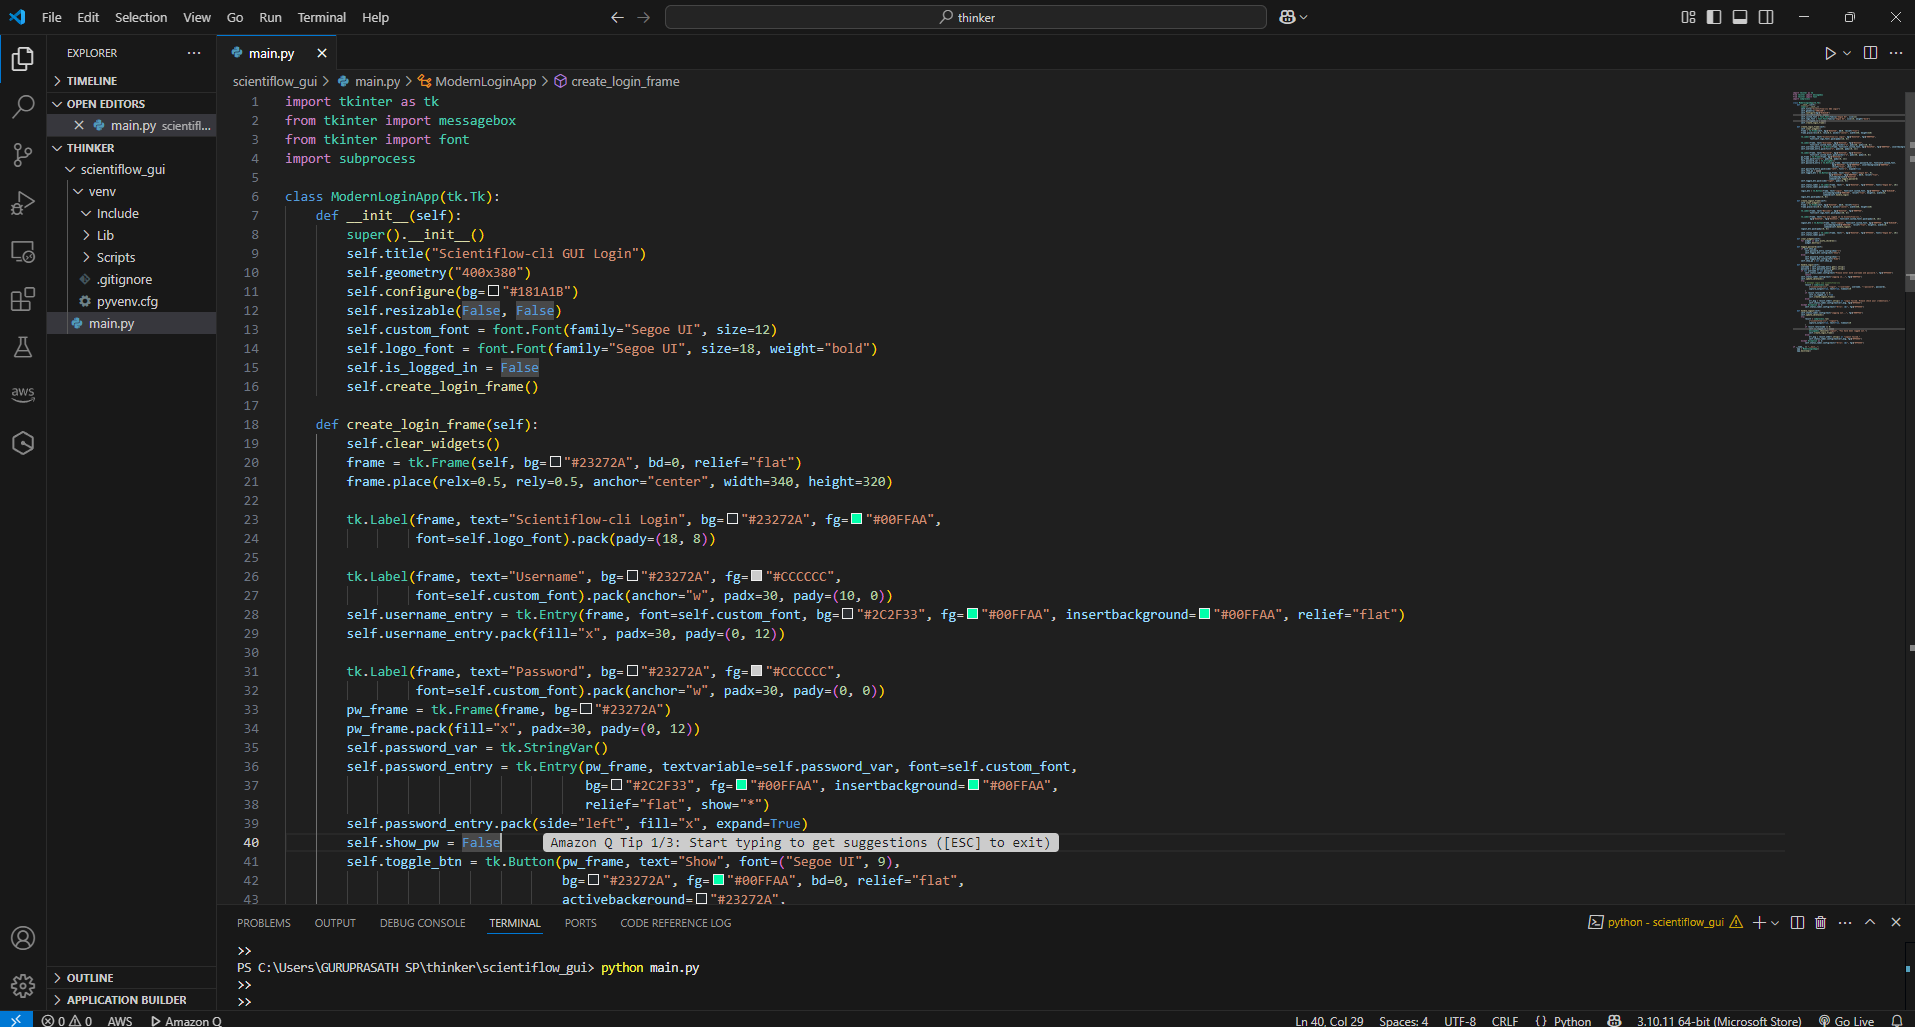 File Edit Selection View Go Run Terminal Help
thinker
EXPLORER
TIMELINE
OPEN EDITORS
main.py scientifl...
THINKER
scientiflow_gui
venv
Include
Lib
Scripts
.gitignore
pyvenv.cfg
main.py
OUTLINE
APPLICATION BUILDER
aws
main.py
scientiflow_gui > main.py > ModernLoginApp > create_login_frame
1 import tkinter as tk
2 from tkinter import messagebox
3 from tkinter import font
4 import subprocess
5
6 class ModernLoginApp(tk.Tk):
7 def __init__(self):
8 super().__init__()
9 self.title("Scientiflow-cli GUI Login")
10 self.geometry("400x380")
11 self.configure(bg="#181A1B")
12 self.resizable(False, False)
13 self.custom_font = font.Font(family="Segoe UI", size=12)
14 self.logo_font = font.Font(family="Segoe UI", size=18, weight="bold")
15 self.is_logged_in = False
16 self.create_login_frame()
17
18 def create_login_frame(self):
19 self.clear_widgets()
20 frame = tk.Frame(self, bg="#23272A", bd=0, relief="flat")
21 frame.place(relx=0.5, rely=0.5, anchor="center", width=340, height=320)
22
23 tk.Label(frame, text="Scientiflow-cli Login", bg="#23272A", fg="#00FFAA",
24 font=self.logo_font).pack(pady=(18, 8))
25
26 tk.Label(frame, text="Username", bg="#23272A", fg="#CCCCCC",
27 font=self.custom_font).pack(anchor="w", padx=30, pady=(10, 0))
28 self.username_entry = tk.Entry(frame, font=self.custom_font, bg="#2C2F33", fg="#00FFAA", insertbackground="#00FFAA", relief="flat")
29 self.username_entry.pack(fill="x", padx=30, pady=(0, 12))
30
31 tk.Label(frame, text="Password", bg="#23272A", fg="#CCCCCC",
32 font=self.custom_font).pack(anchor="w", padx=30, pady=(0, 0))
33 pw_frame = tk.Frame(frame, bg="#23272A")
34 pw_frame.pack(fill="x", padx=30, pady=(0, 12))
35 self.password_var = tk.StringVar()
36 self.password_entry = tk.Entry(pw_frame, textvariable=self.password_var, font=self.custom_font,
37 bg="#2C2F33", fg="#00FFAA", insertbackground="#00FFAA",
38 relief="flat", show="*")
39 self.password_entry.pack(side="left", fill="x", expand=True)
40 self.show_pw = False Amazon Q Tip 1/3: Start typing to get suggestions ([ESC] to exit)
41 self.toggle_btn = tk.Button(pw_frame, text="Show", font=("Segoe UI", 9),
42 bg="#23272A", fg="#00FFAA", bd=0, relief="flat",
43 activebackground="#23272A",
PROBLEMS OUTPUT DEBUG CONSOLE TERMINAL PORTS CODE REFERENCE LOG
python - scientiflow_gui
>>
PS C:\Users\GURUPRASATH SP\thinker\scientiflow_gui> python main.py
>>
>>
0 0 AWS Amazon Q
Ln 40, Col 29 Spaces: 4 UTF-8 CRLF {} Python 3.10.11 64-bit (Microsoft Store) Go Live